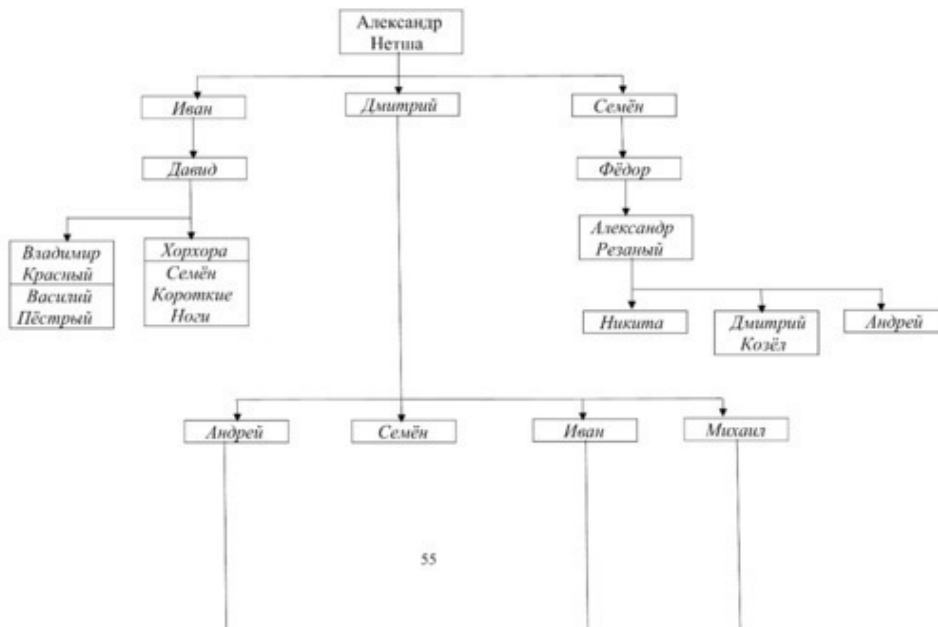 Александр
Нетша
Иван
Дмитрий
Семён
Давид
Фёдор
Владимир
Красный
Василий
Пёстрый
Хорхора
Семён
Короткие
Ноги
Александр
Резаный
Никита
Дмитрий
Козёл
Андрей
Андрей
Семён
Иван
Михаил
55